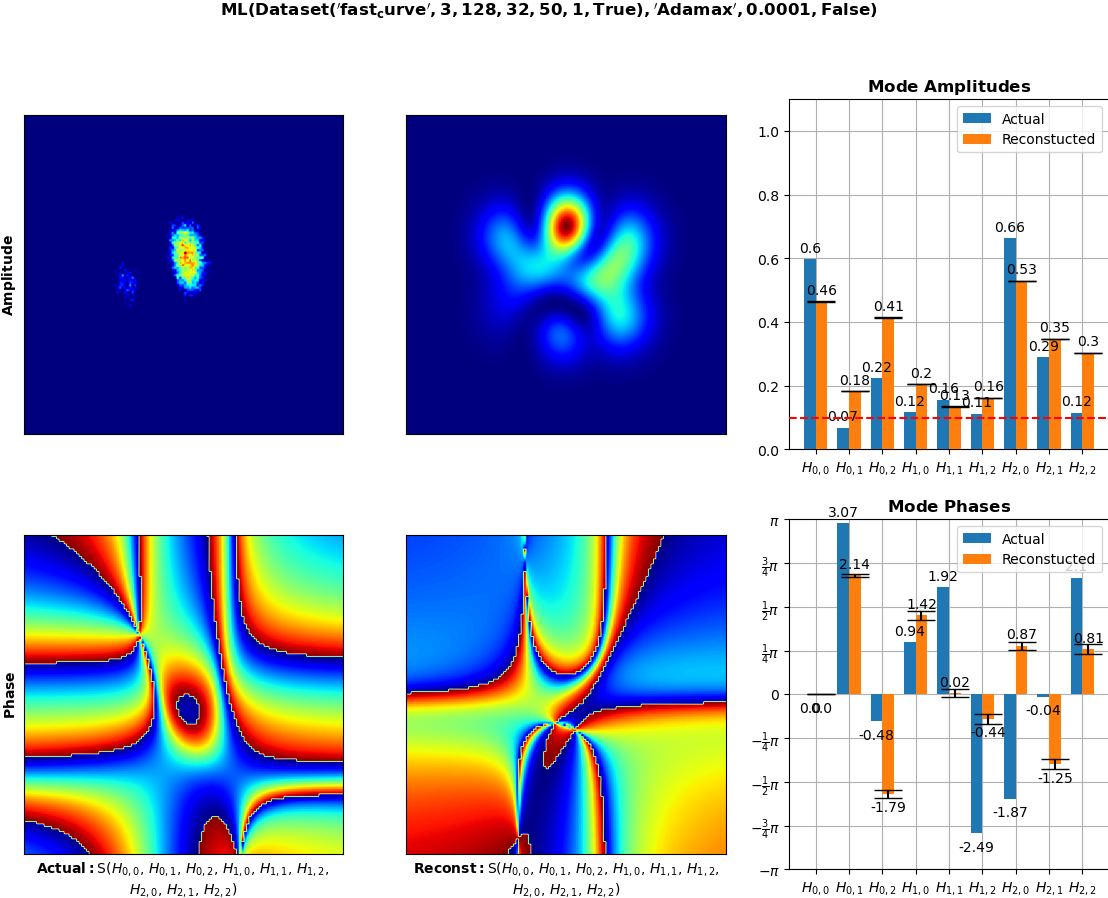 ML(Dataset('fast_curve', 3, 128, 32, 50, 1, True), 'Adamax', 0.0001, False)
Mode Amplitudes
Amplitude
1.0
0.8
0.6
0.4
0.2
0.0
Actual
Reconstucted
0.6
0.46
0.07
0.18
0.22
0.41
0.12
0.2
0.16
0.13
0.11
0.16
0.66
0.53
0.29
0.35
0.12
0.3
H0,0 H0,1 H0,2 H1,0 H1,1 H1,2 H2,0 H2,1 H2,2
Phase
Actual: S(H0,0, H0,1, H0,2, H1,0, H1,1, H1,2,
H2,0, H2,1, H2,2)
Reconst: S(H0,0, H0,1, H0,2, H1,0, H1,1, H1,2,
H2,0, H2,1, H2,2)
Mode Phases
π
3/4π
1/2π
1/4π
0
−1/4π
−1/2π
−3/4π
−π
Actual
Reconstucted
0.0
0.0
3.07
2.14
-0.48
-1.79
0.94
1.42
1.92
0.02
-2.49
-0.44
-1.87
0.87
-0.04
-1.25
0.81
H0,0 H0,1 H0,2 H1,0 H1,1 H1,2 H2,0 H2,1 H2,2